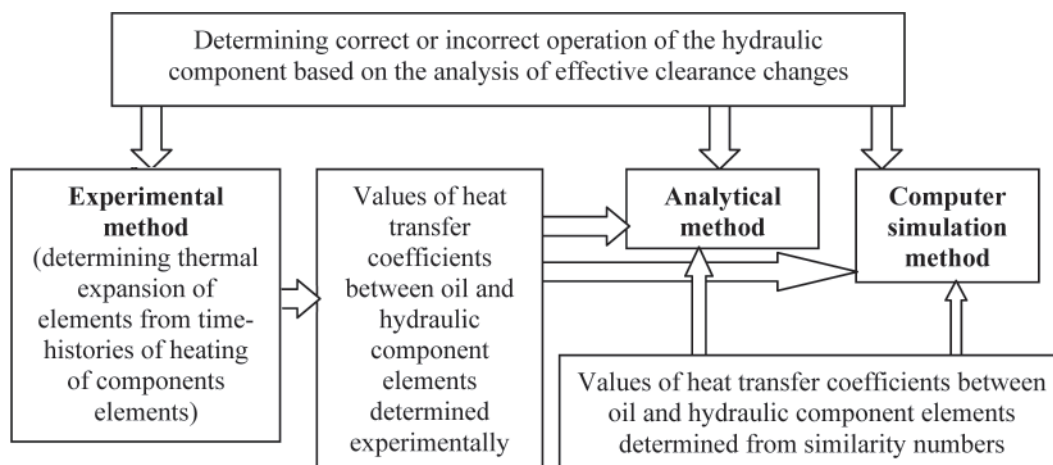 Determining correct or incorrect operation of the hydraulic
component based on the analysis of effective clearance changes
Experimental
method
(determining thermal
expansion of
elements from time-
histories of heating
of components
elements)
Values of heat
transfer
coefficients
between oil and
hydraulic
component
elements
determined
experimentally
Analytical
method
Computer
simulation
method
Values of heat transfer coefficients between
oil and hydraulic component elements
determined from similarity numbers